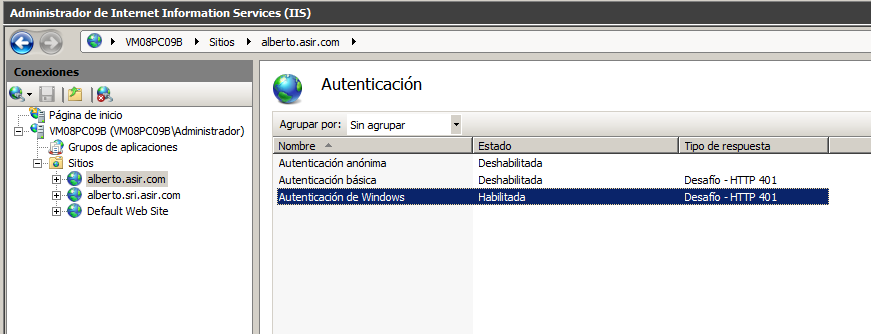 Administrador de Internet Information Services (IIS)
VM08PC09B Sitios alberto.asir.com
Conexiones
Autenticación
Página de inicio
VM08PC09B (VM08PC09B\Administrador)
Grupos de aplicaciones
Sitios
alberto.asir.com
alberto.sri.asir.com
Default Web Site
Agrupar por: Sin agrupar
Nombre Estado Tipo de respuesta
Autenticación anónima Deshabilitada
Autenticación básica Deshabilitada Desafío - HTTP 401
Autenticación de Windows Habilitada Desafío - HTTP 401